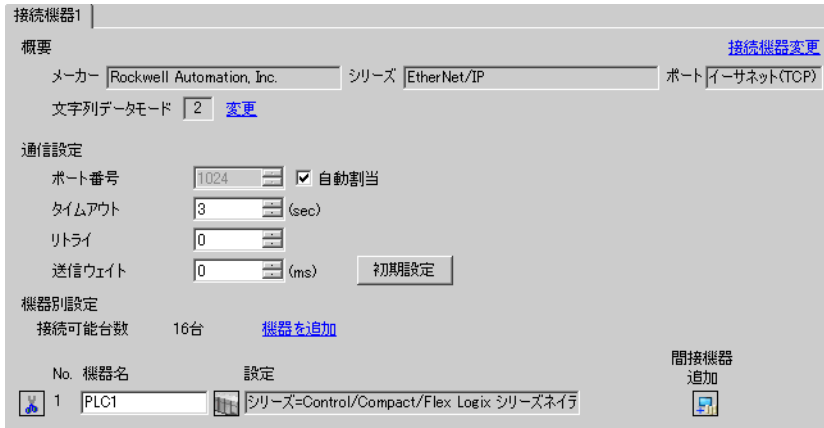 接続機器1
概要
接続機器変更
メーカー Rockwell Automation, Inc. シリーズ EtherNet/IP ポート イーサネット(TCP)
文字列データモード 2 変更
通信設定
ポート番号 1024 自動割当
タイムアウト 3 (sec)
リトライ 0
送信ウェイト 0 (ms) 初期設定
機器別設定
接続可能台数 16台 機器を追加
間接機器
No. 機器名 設定 追加
1 PLC1 シリーズ=Control/Compact/Flex Logix シリーズネイテ